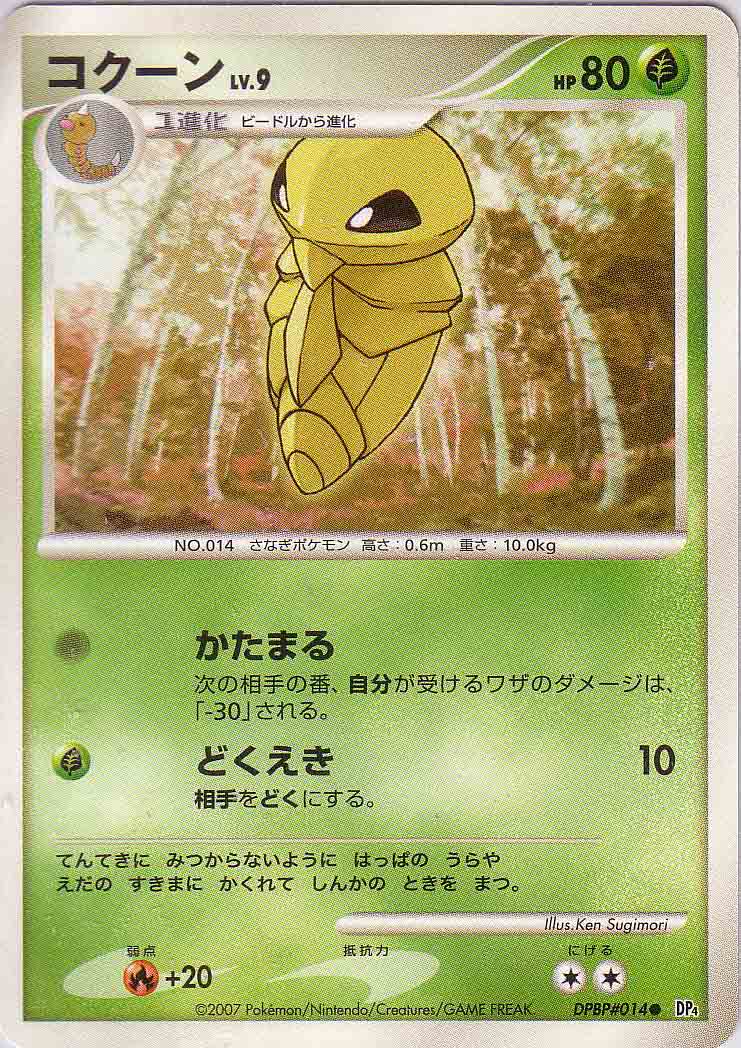 コクーン LV.9 HP 80
1進化 ビードルから進化
NO.014 さなぎポケモン 高さ:0.6m 重さ:10.0kg
かたまる
次の相手の番、自分が受けるワザのダメージは、
「-30」される。
どくえき 10
相手をどくにする。
てんてきに みつからないように はっぱの うらや
えだの すきまに かくれて しんかの ときを まつ。
Illus.Ken Sugimori
弱点 抵抗力 にげる
+20
©2007 Pokémon/Nintendo/Creatures/GAME FREAK. DPBP#014 DP4